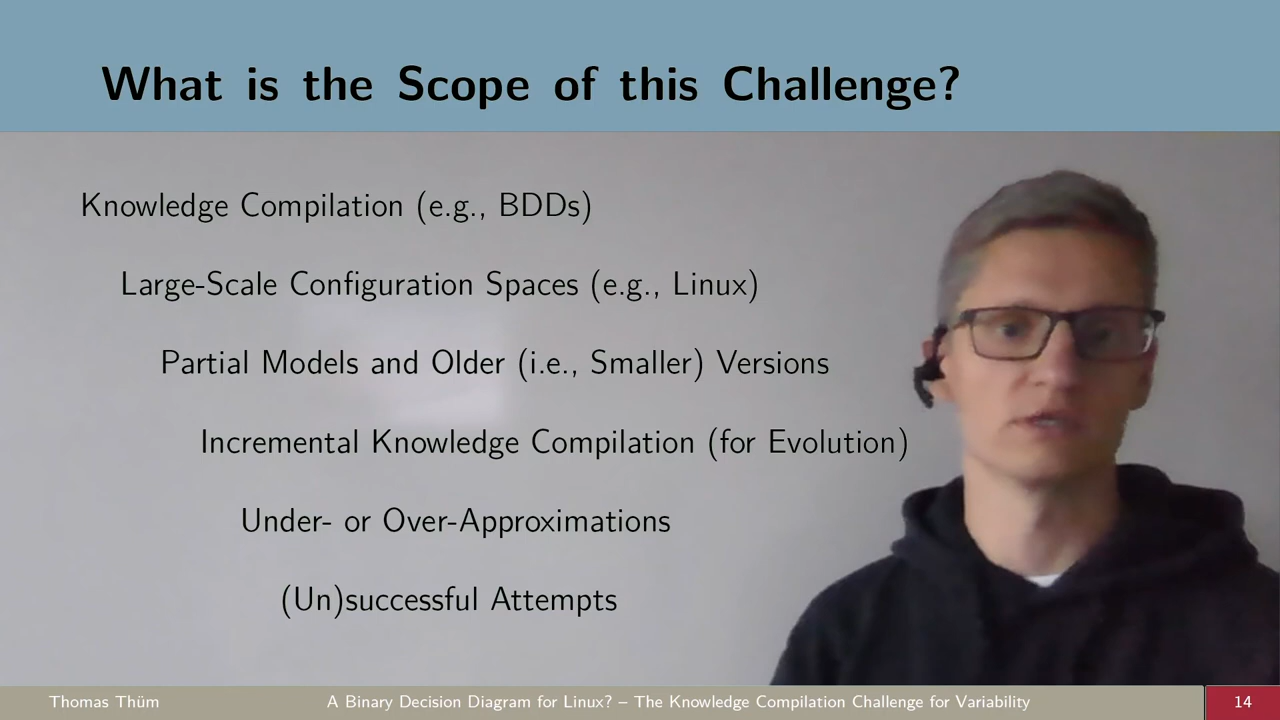 What is the Scope of this Challenge?
Knowledge Compilation (e.g., BDDs)
Large-Scale Configuration Spaces (e.g., Linux)
Partial Models and Older (i.e., Smaller) Versions
Incremental Knowledge Compilation (for Evolution)
Under- or Over-Approximations
(Un)successful Attempts
Thomas Thüm
A Binary Decision Diagram for Linux? – The Knowledge Compilation Challenge for Variability
14